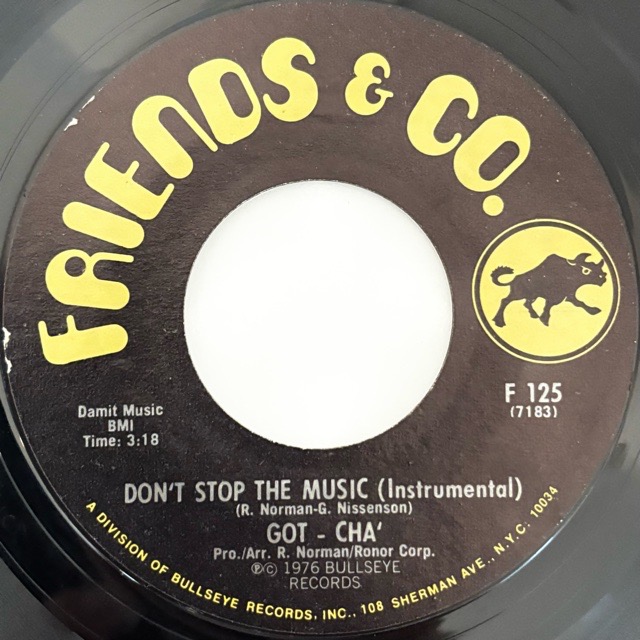 FRIENDS & CO.
F 125
(7183)
Damit Music
BMI
Time: 3:18
DON'T STOP THE MUSIC (Instrumental)
(R. Norman-G. Nissenson)
GOT - CHA'
Pro./Arr. R. Norman/Ronor Corp.
℗© 1976 BULLSEYE
RECORDS
A DIVISION OF BULLSEYE RECORDS, INC., 108 SHERMAN AVE., N.Y.C. 10034